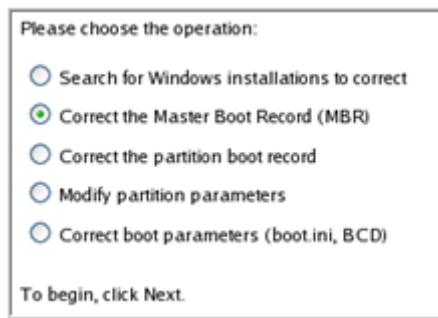 Please choose the operation:
Search for Windows installations to correct
Correct the Master Boot Record (MBR)
Correct the partition boot record
Modify partition parameters
Correct boot parameters (boot.ini, BCD)
To begin, click Next.